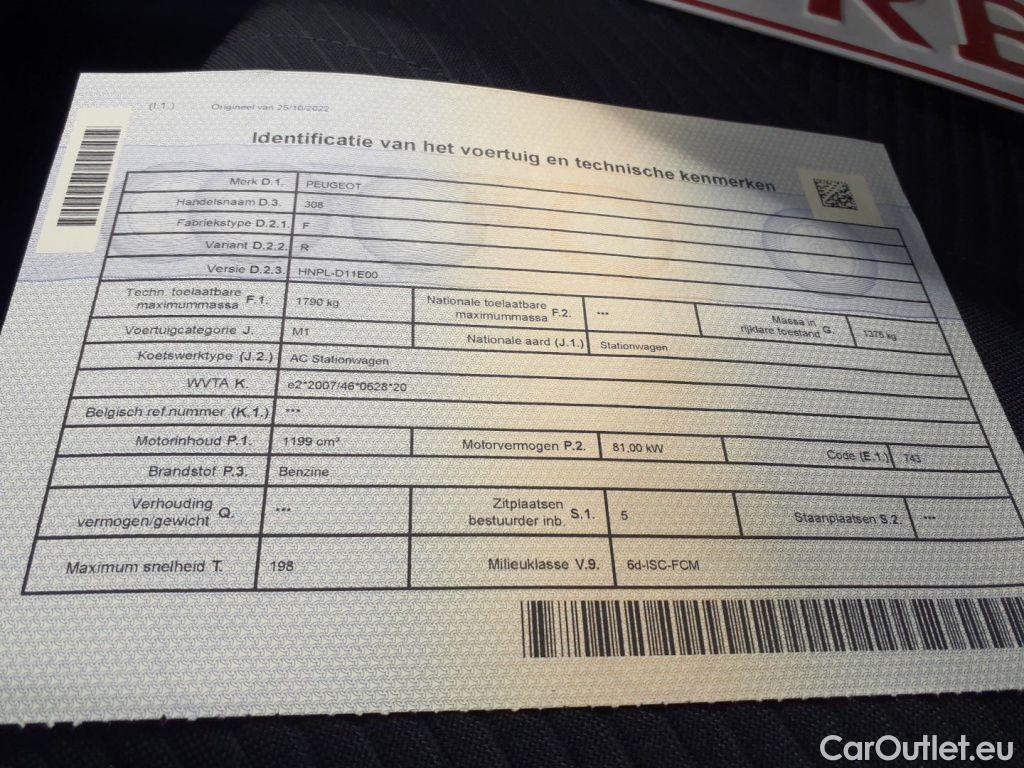 RE
(I.1.) Origineel van 25/10/2022
Identificatie van het voertuig en technische kenmerken
Merk D.1. PEUGEOT
Handelsnaam D.3. 308
Fabriekstype D.2.1. F
Variant D.2.2. R
Versie D.2.3. HNPL-D11E00
Techn. toelaatbare maximummassa F.1. 1790 kg Nationale toelaatbare maximummassa F.2. *** Massa in rijklare toestand G. 1375 kg
Voertuigcategorie J. M1 Nationale aard (J.1.) Stationwagen
Koetswerktype (J.2.) AC Stationwagen
WVTA K. e2*2007/46*0628*20
Belgisch ref.nummer (K.1.) ***
Motorinhoud P.1. 1199 cm³ Motorvermogen P.2. 81,00 kW Code (E.1.) 743
Brandstof P.3. Benzine
Verhouding vermogen/gewicht Q. *** Zitplaatsen bestuurder inb. S.1. 5 Staanplaatsen S.2. ***
Maximum snelheid T. 198 Milieuklasse V.9. 6d-ISC-FCM
CarOutlet.eu